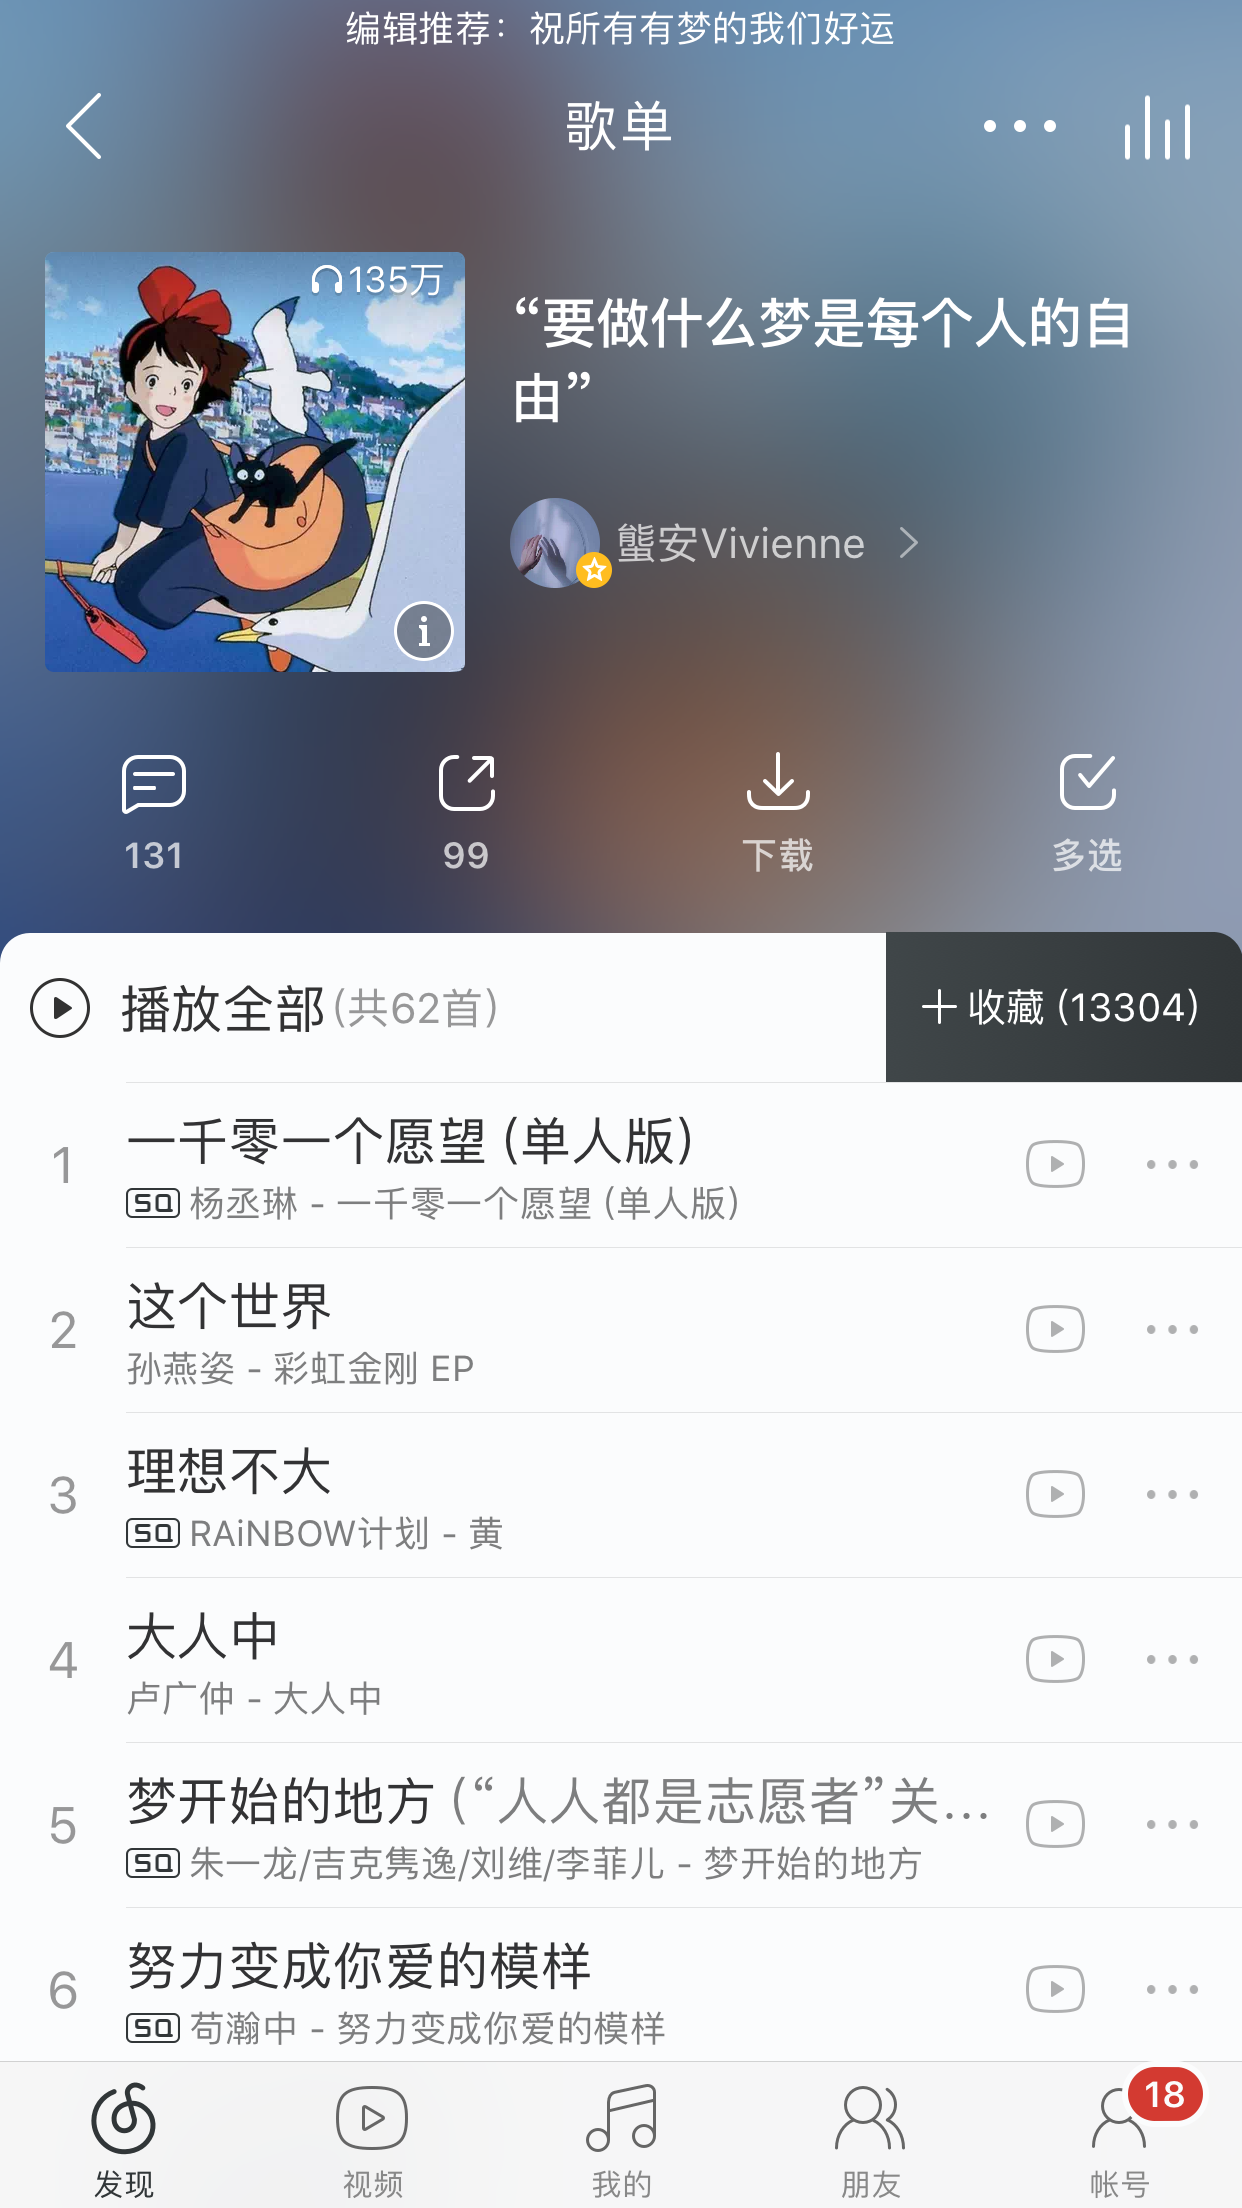 编辑推荐：祝所有有梦的我们好运
歌单
135万
“要做什么梦是每个人的自
由”
螚安Vivienne
131
99
下载
多选
播放全部(共62首)
收藏 (13304)
1
一千零一个愿望 (单人版)
SQ 杨丞琳 - 一千零一个愿望 (单人版)
2
这个世界
孙燕姿 - 彩虹金刚 EP
3
理想不大
SQ RAiNBOW计划 - 黄
4
大人中
卢广仲 - 大人中
5
梦开始的地方 (“人人都是志愿者”关...
SQ 朱一龙/吉克隽逸/刘维/李菲儿 - 梦开始的地方
6
努力变成你爱的模样
SQ 苟瀚中 - 努力变成你爱的模样
发现
视频
我的
朋友
18
帐号